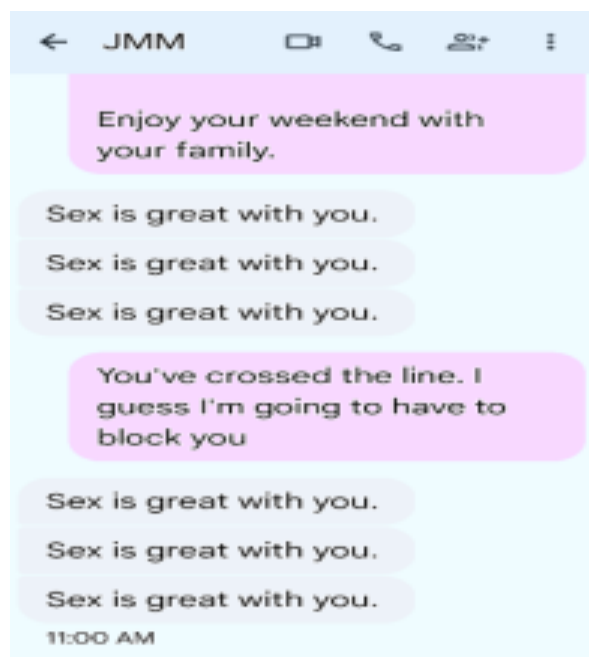 JMM
Enjoy your weekend with
your family.
Sex is great with you.
Sex is great with you.
Sex is great with you.
You've crossed the line. I
guess I'm going to have to
block you
Sex is great with you.
Sex is great with you.
Sex is great with you.
11:00 AM